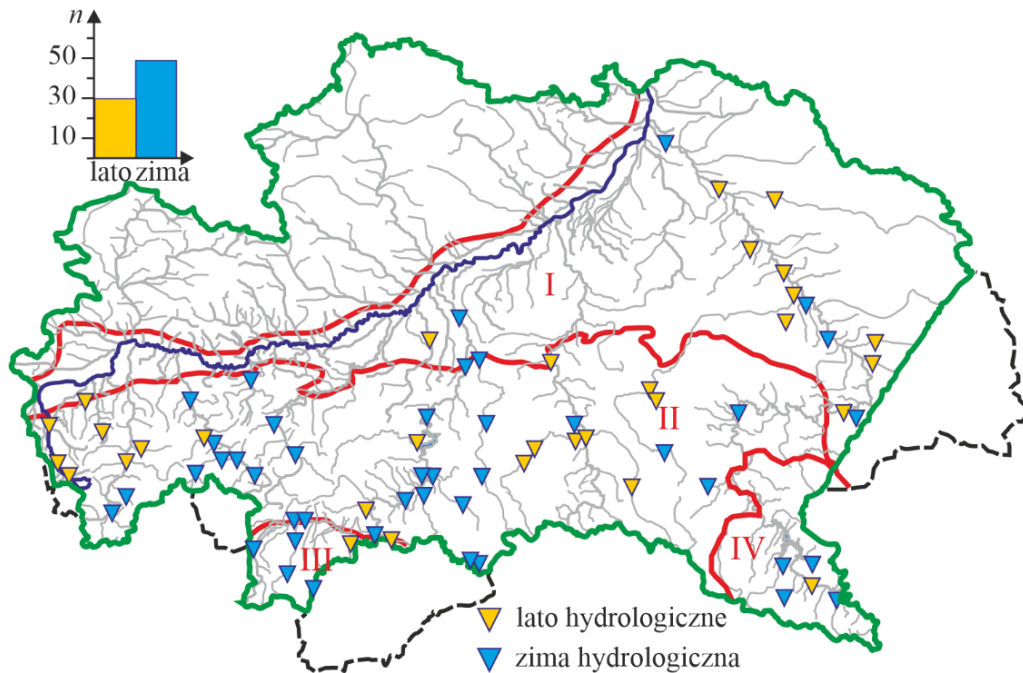 n
50
30
10
lato zima
I
II
III
IV
lato hydrologiczne
zima hydrologiczna